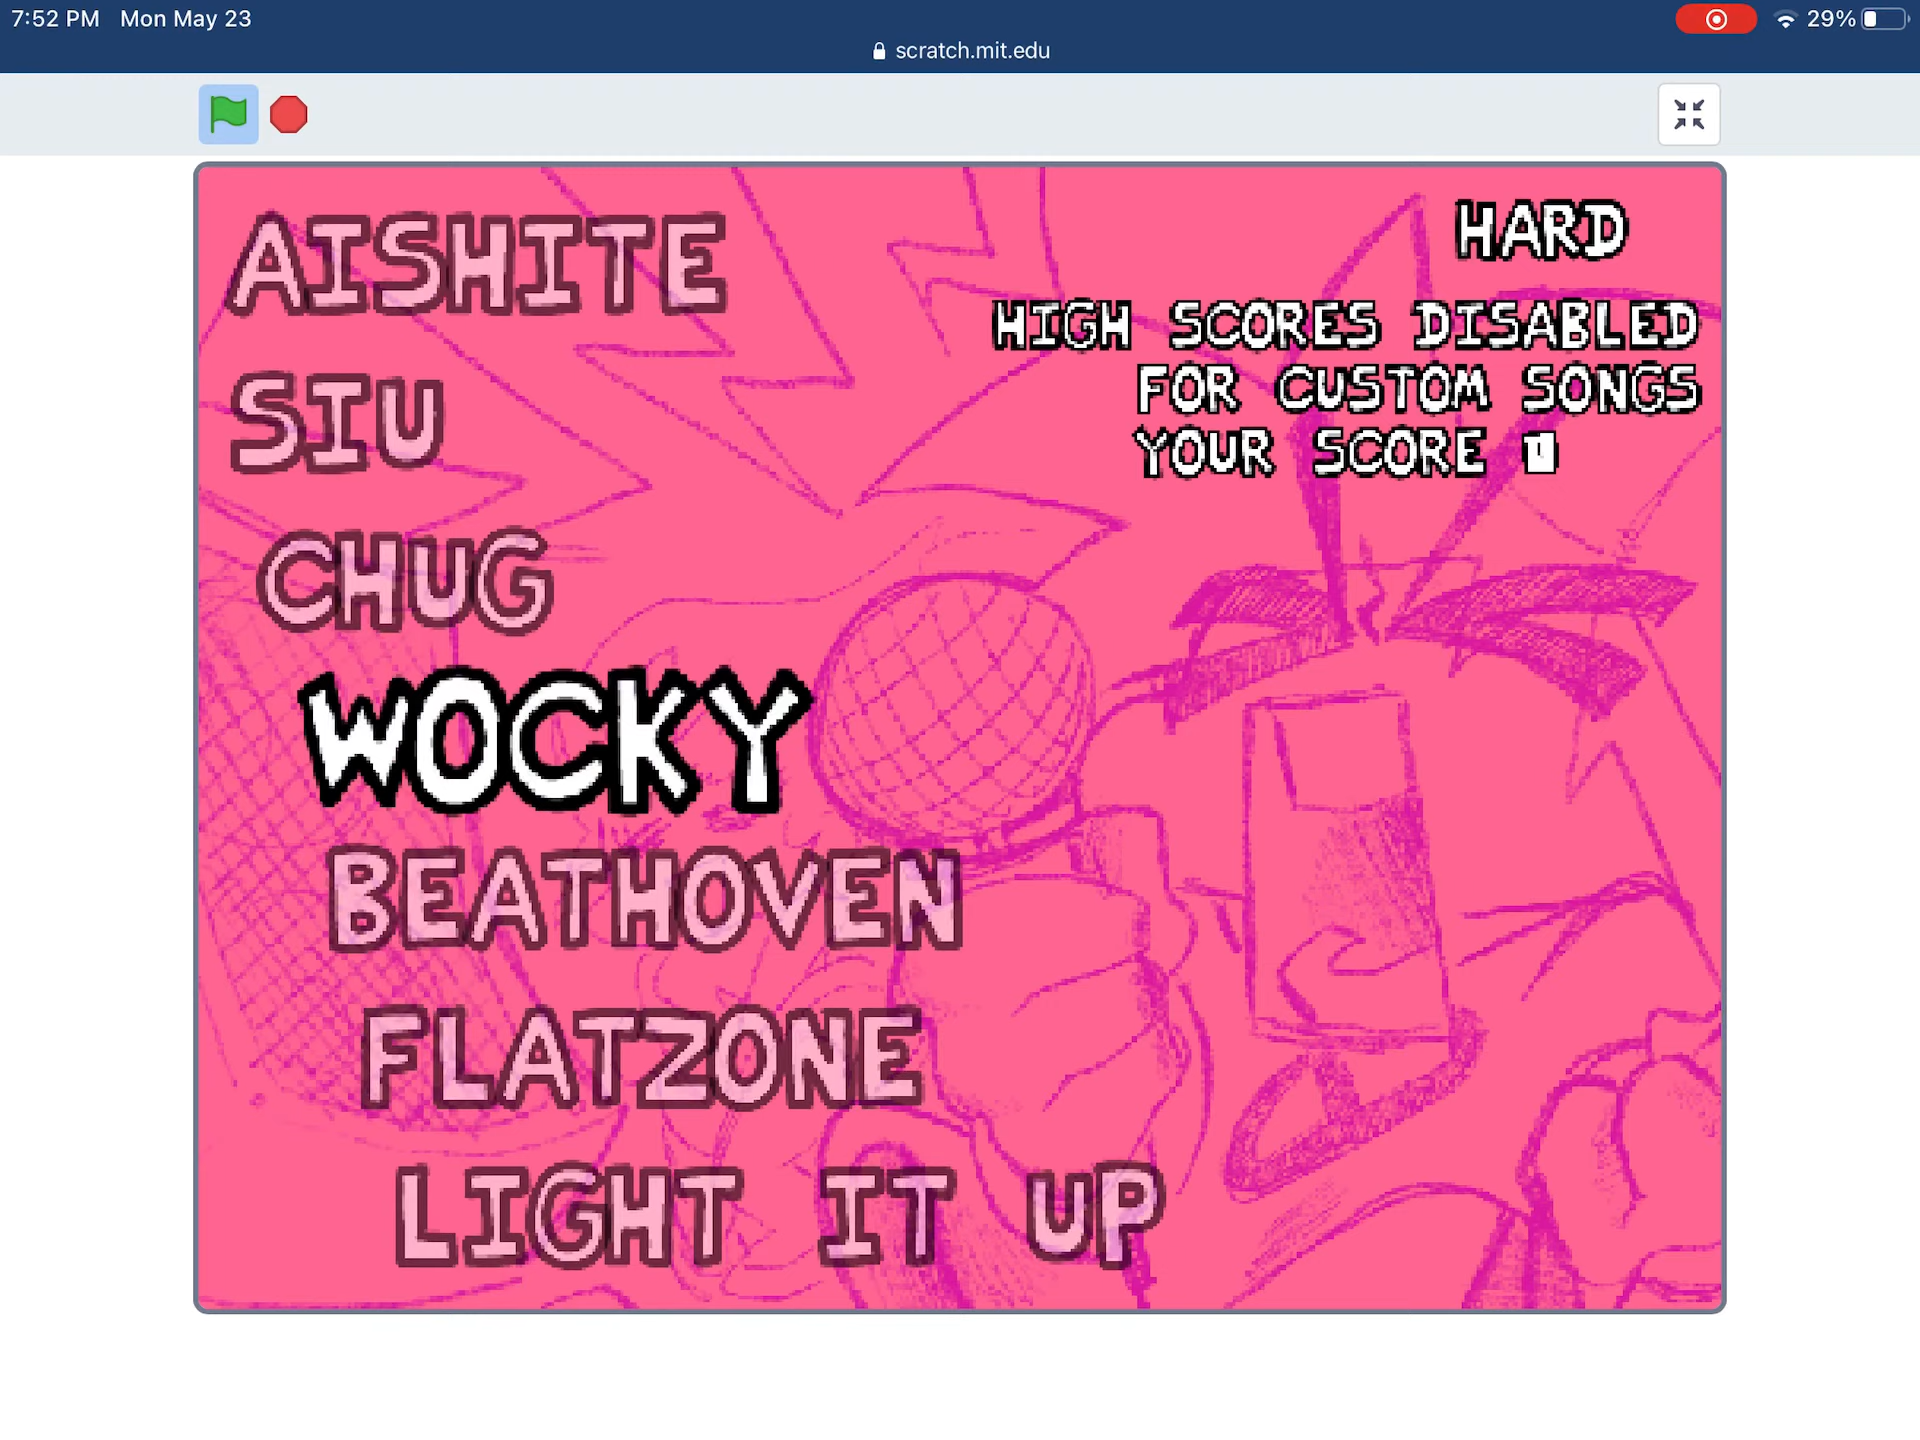 7:52 PM Mon May 23
29%
scratch.mit.edu
HARD
HIGH SCORES DISABLED
FOR CUSTOM SONGS
YOUR SCORE
AISHITE
SIU
CHUG
WOCKY
BEATHOVEN
FLATZONE
LIGHT IT UP